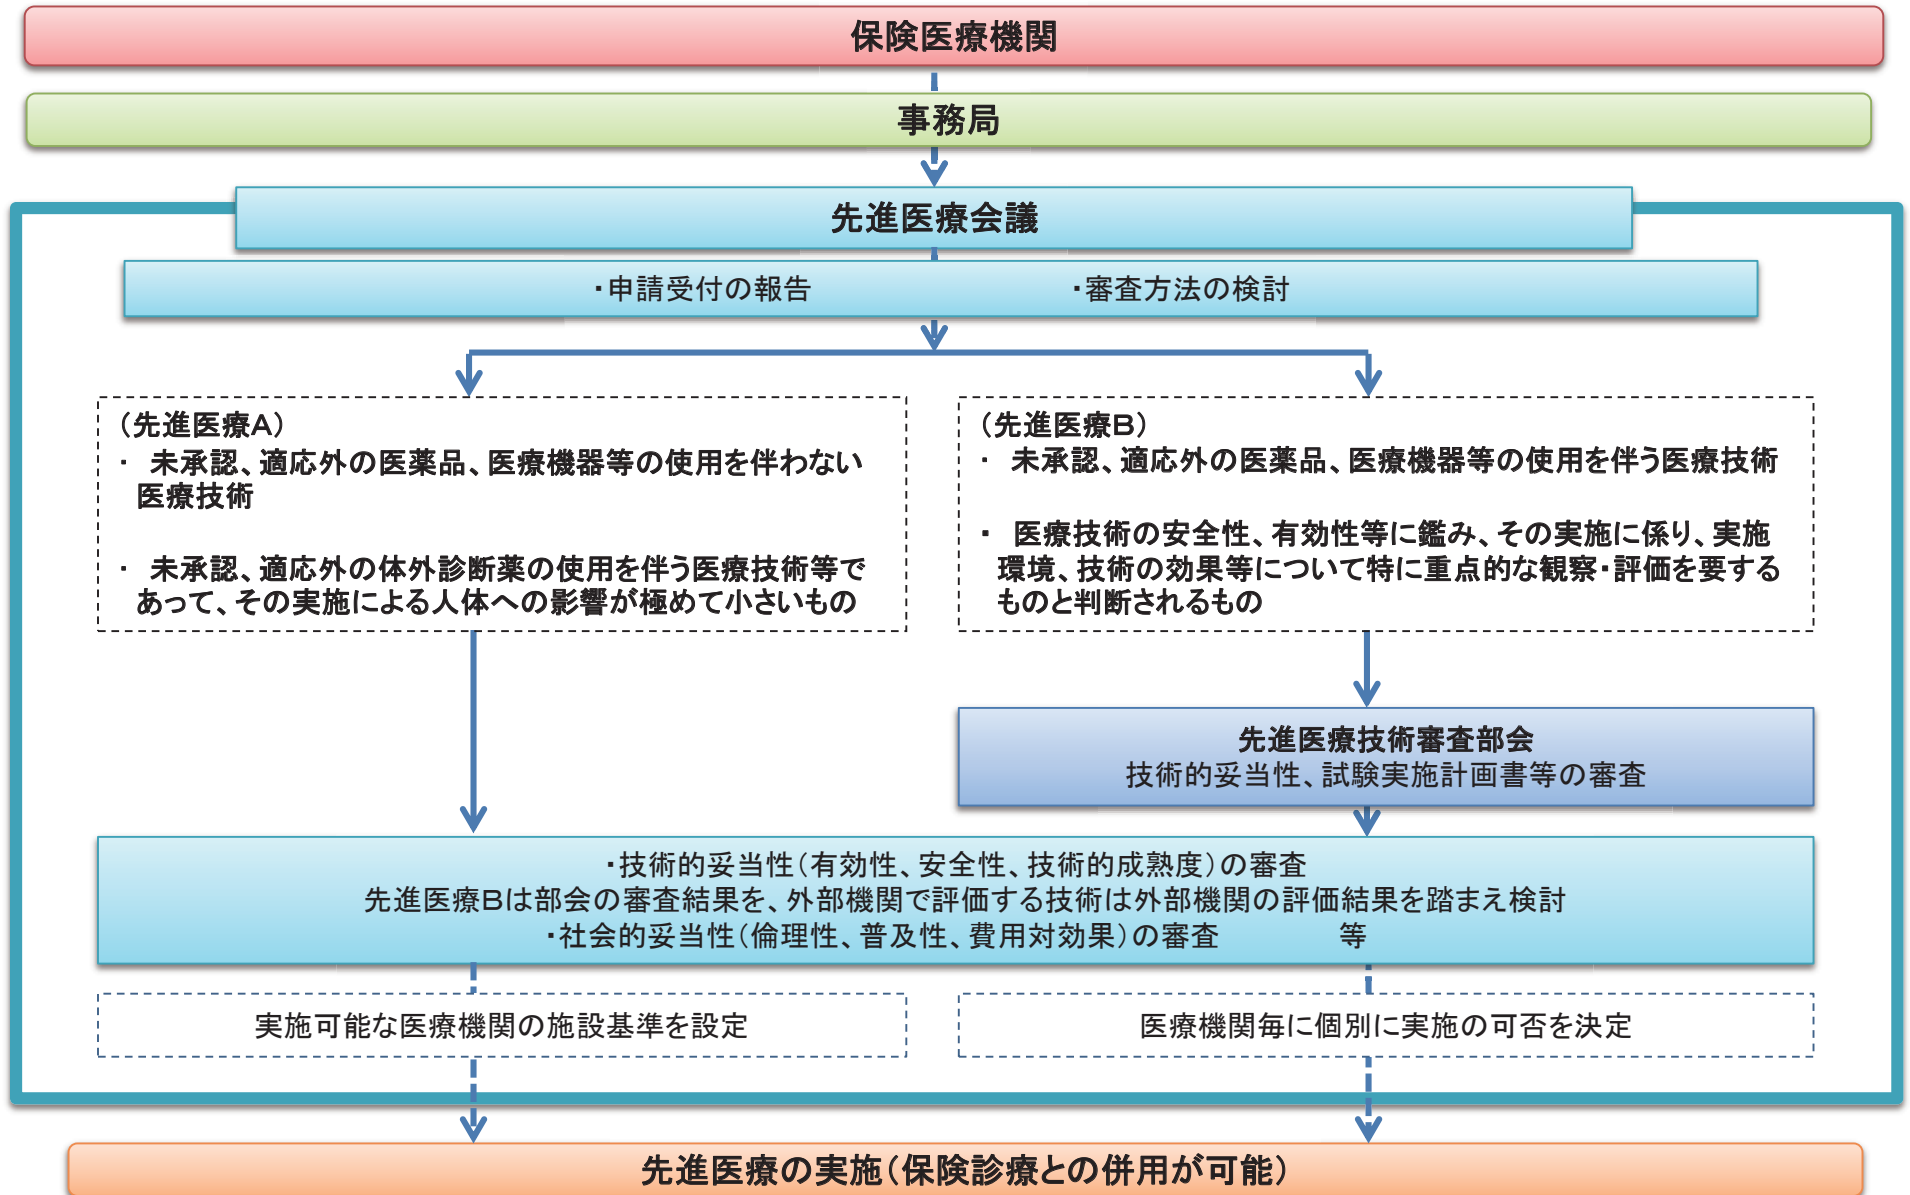 保険医療機関
事務局
先進医療会議
・申請受付の報告　・審査方法の検討
（先進医療A）
・ 未承認、適応外の医薬品、医療機器等の使用を伴わない
医療技術
・ 未承認、適応外の体外診断薬の使用を伴う医療技術等で
あって、その実施による人体への影響が極めて小さいもの
（先進医療B）
・ 未承認、適応外の医薬品、医療機器等の使用を伴う医療技術
・ 医療技術の安全性、有効性等に鑑み、その実施に係り、実施
環境、技術の効果等について特に重点的な観察・評価を要する
ものと判断されるもの
先進医療技術審査部会
技術的妥当性、試験実施計画書等の審査
・技術的妥当性（有効性、安全性、技術的成熟度）の審査
先進医療Bは部会の審査結果を、外部機関で評価する技術は外部機関の評価結果を踏まえ検討
・社会的妥当性（倫理性、普及性、費用対効果）の審査　等
実施可能な医療機関の施設基準を設定
医療機関毎に個別に実施の可否を決定
先進医療の実施（保険診療との併用が可能）